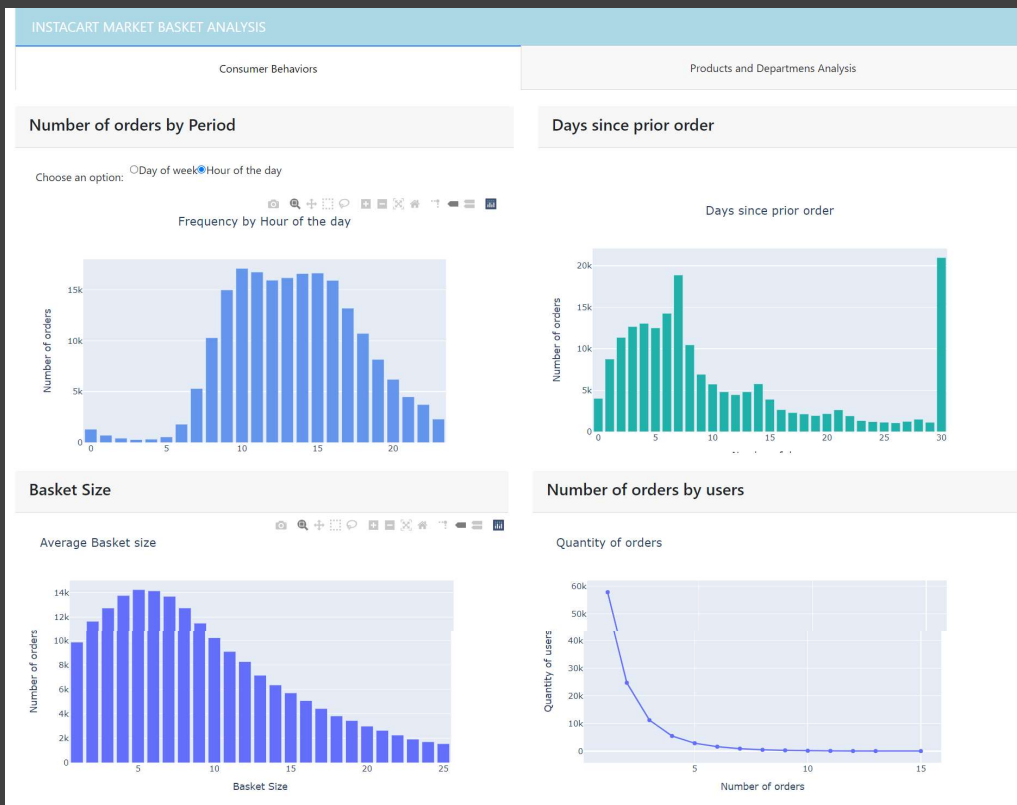 INSTACART MARKET BASKET ANALYSIS
Consumer Behaviors
Products and Departmens Analysis
Number of orders by Period
Days since prior order
Choose an option: Day of week Hour of the day
Frequency by Hour of the day
Number of orders
15k
10k
5k
0
0 5 10 15 20
Days since prior order
Number of orders
20k
15k
10k
5k
0
0 5 10 15 20 25 30
Basket Size
Number of orders by users
Average Basket size
Number of orders
14k
12k
10k
8k
6k
4k
2k
0
5 10 15 20 25
Basket Size
Quantity of orders
Quantity of users
60k
50k
40k
30k
20k
10k
0
5 10 15
Number of orders